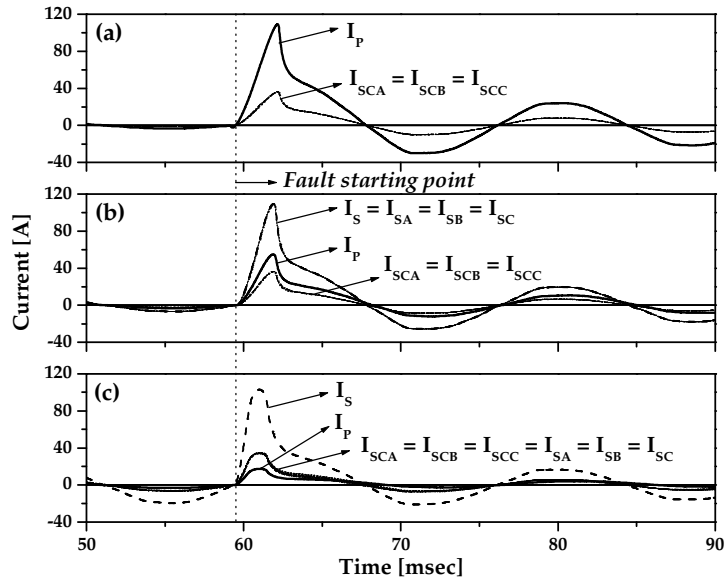 120
80
40
0
-40
(a)
I_P
I_SCA = I_SCB = I_SCC
Fault starting point
120
80
40
0
-40
(b)
I_S = I_SA = I_SB = I_SC
I_P
I_SCA = I_SCB = I_SCC
Current [A]
120
80
40
0
-40
(c)
I_S
I_P
I_SCA = I_SCB = I_SCC = I_SA = I_SB = I_SC
50 60 70 80 90
Time [msec]